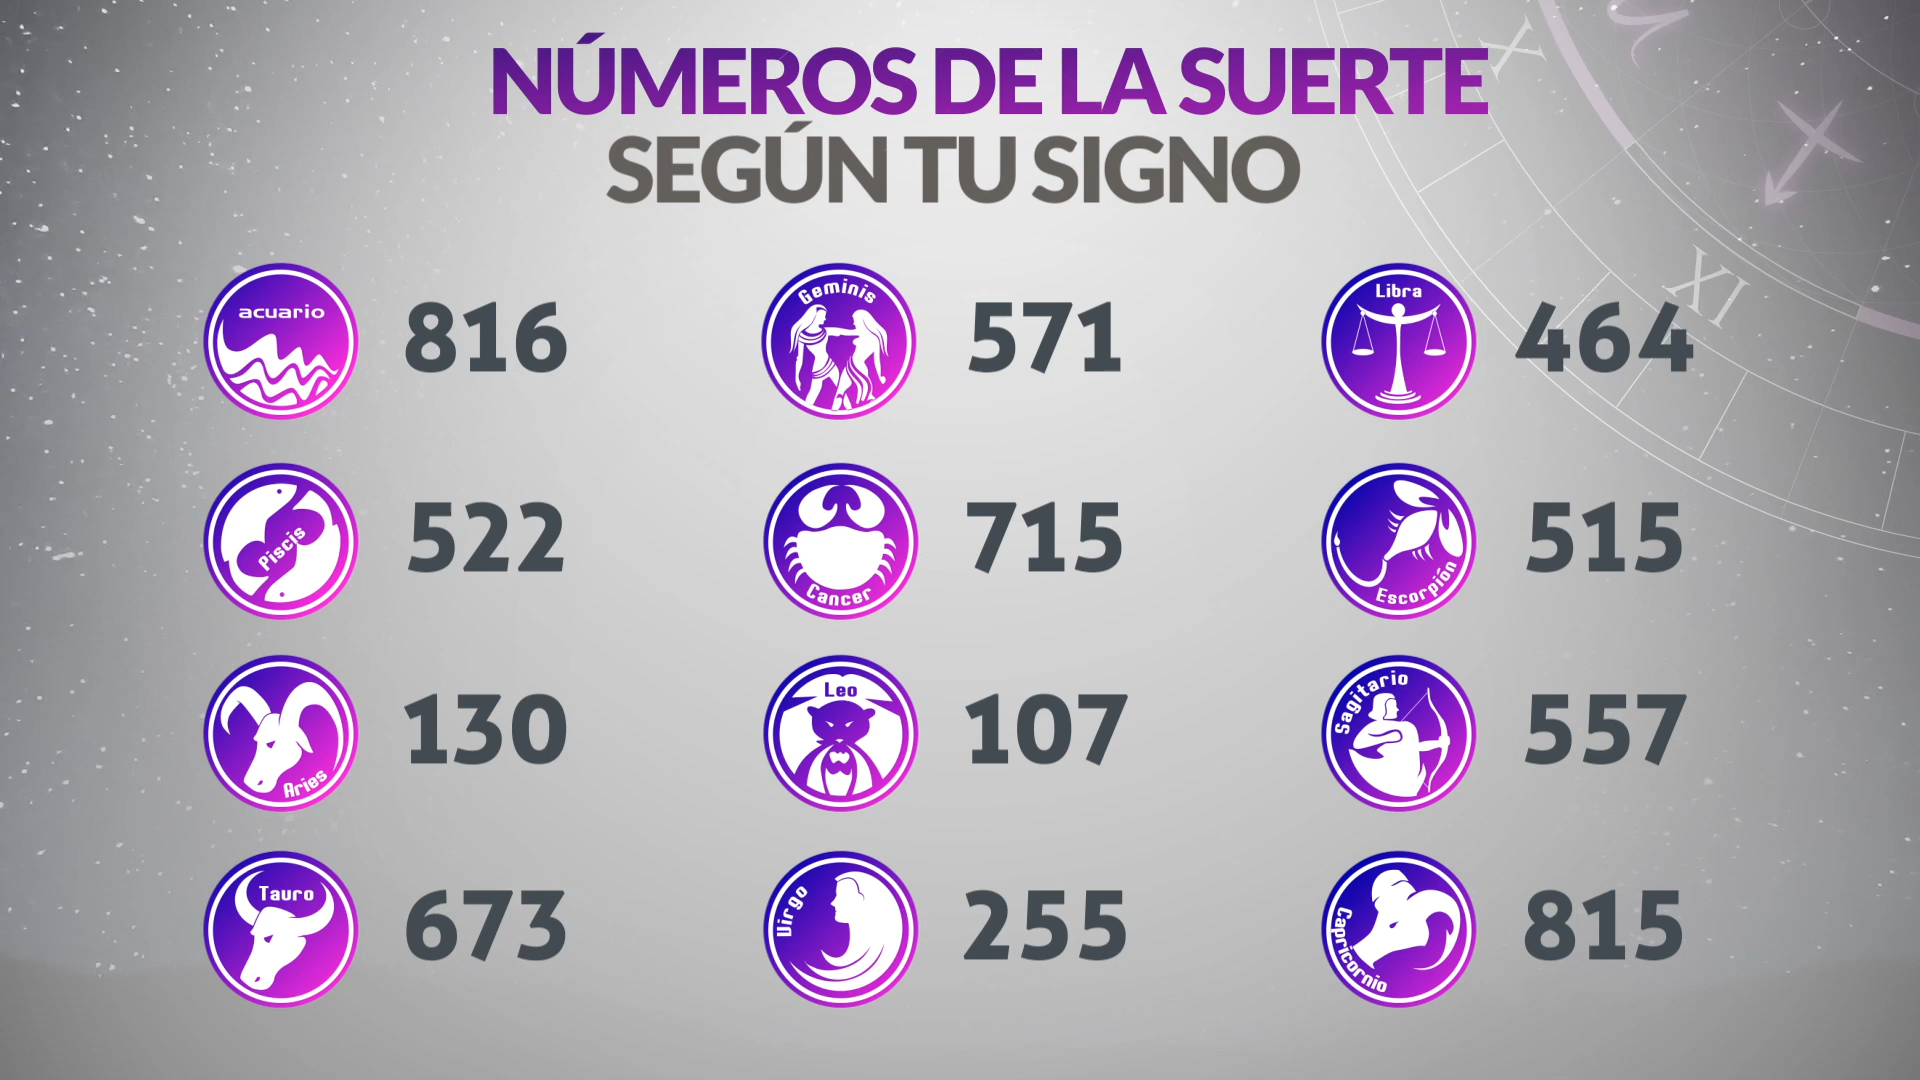 NÚMEROS DE LA SUERTE
SEGÚN TU SIGNO
acuario 816
Geminis 571
Libra 464
Piscis 522
Cancer 715
Escorpión 515
Aries 130
Leo 107
Sagitario 557
Tauro 673
Virgo 255
Capricornio 815
X
XI